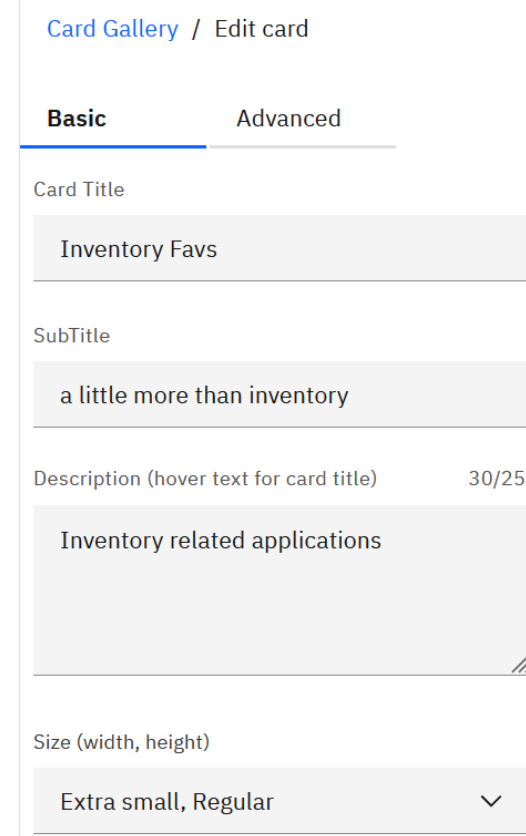 Card Gallery / Edit card
Basic Advanced
Card Title
Inventory Favs
SubTitle
a little more than inventory
Description (hover text for card title) 30/25
Inventory related applications
Size (width, height)
Extra small, Regular